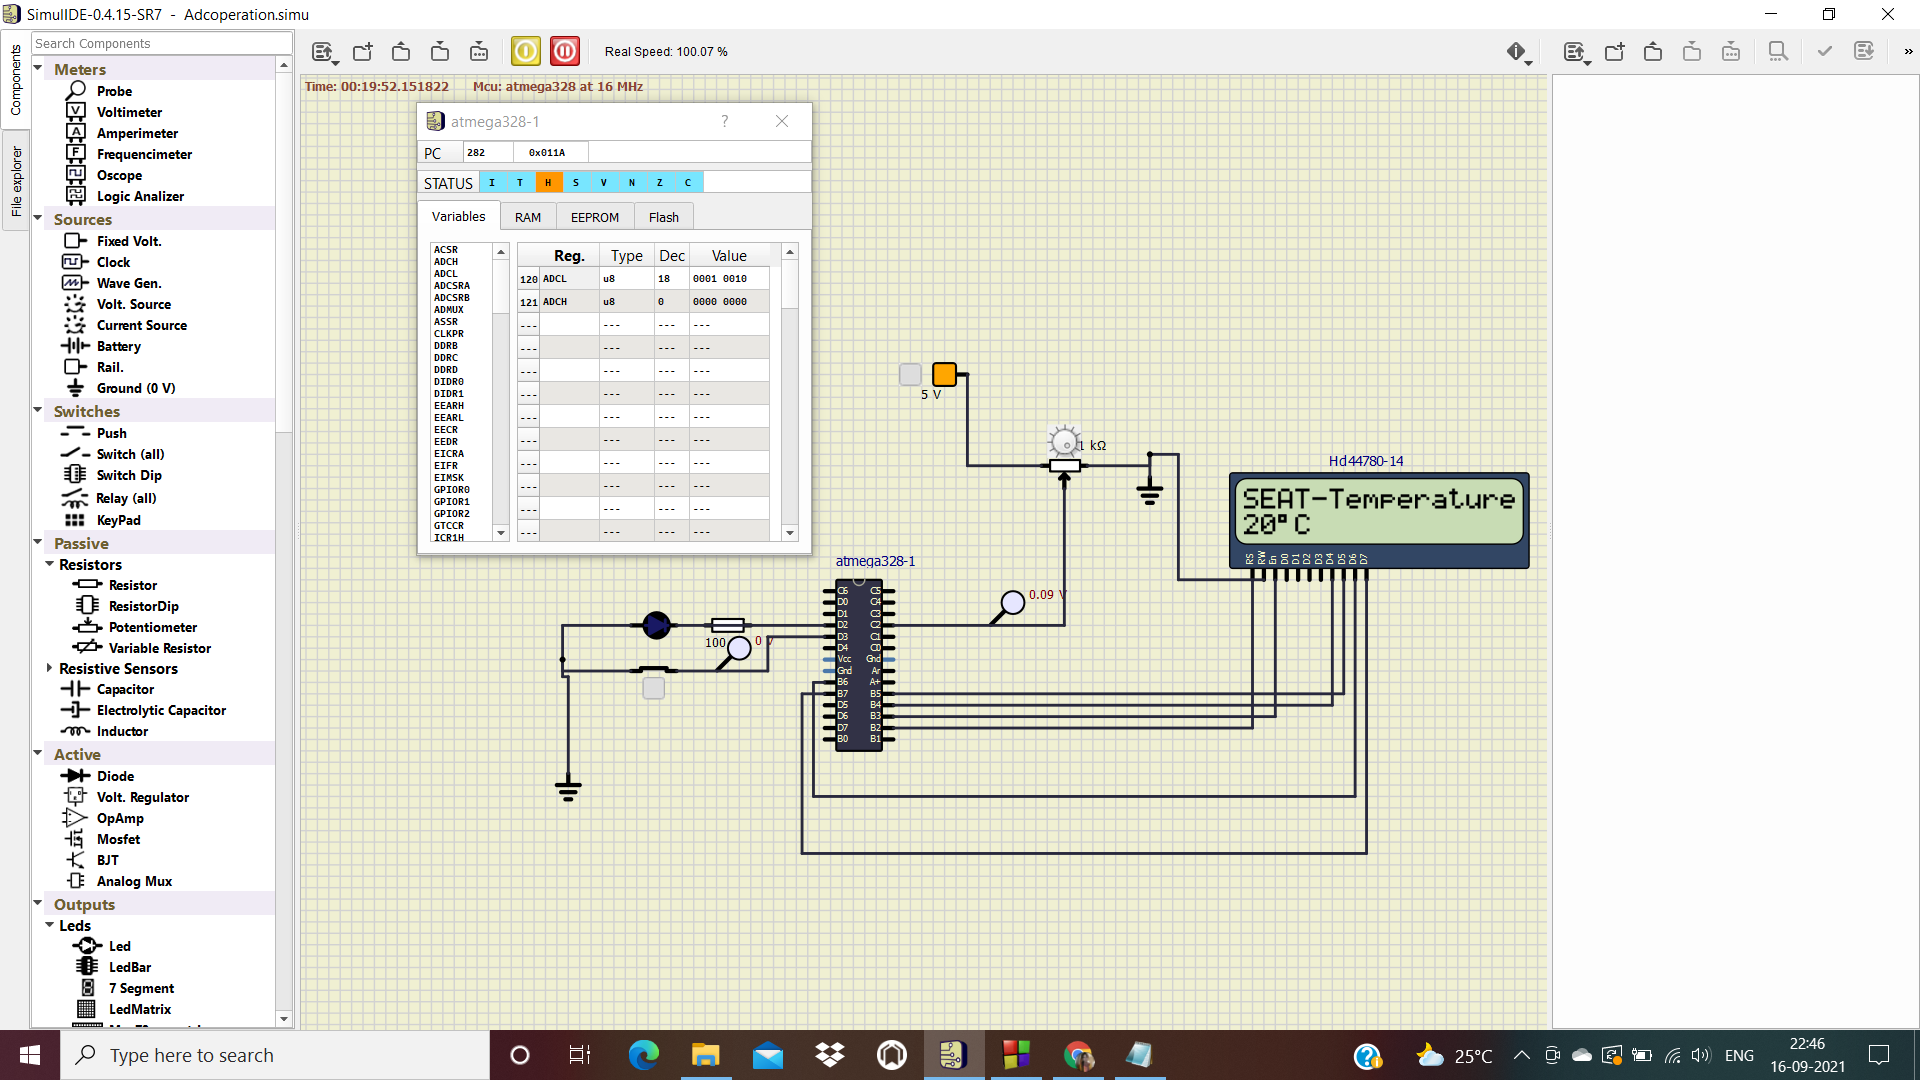 SimulIDE-0.4.15-SR7 - Adcoperation.simu
Components
File explorer
Search Components
Meters
Probe
Voltimeter
Amperimeter
Frequencimeter
Oscope
Logic Analizer
Sources
Fixed Volt.
Clock
Wave Gen.
Volt. Source
Current Source
Battery
Rail.
Ground (0 V)
Switches
Push
Switch (all)
Switch Dip
Relay (all)
KeyPad
Passive
Resistors
Resistor
ResistorDip
Potentiometer
Variable Resistor
Resistive Sensors
Capacitor
Electrolytic Capacitor
Inductor
Active
Diode
Volt. Regulator
OpAmp
Mosfet
BJT
Analog Mux
Outputs
Leds
Led
LedBar
7 Segment
LedMatrix
Real Speed: 100.07 %
»
Time: 00:19:52.151822 Mcu: atmega328 at 16 MHz
atmega328-1 ?
PC 282 0x011A
STATUS I T H S V N Z C
Variables RAM EEPROM Flash
ACSR
ADCH
ADCL
ADCSRA
ADCSRB
ADMUX
ASSR
CLKPR
DDRB
DDRC
DDRD
DIDR0
DIDR1
EEARH
EEARL
EECR
EEDR
EICRA
EIFR
EIMSK
GPIOR0
GPIOR1
GPIOR2
GTCCR
ICR1H
Reg. Type Dec Value
120 ADCL u8 18 0001 0010
121 ADCH u8 0 0000 0000
--- --- --- ---
--- --- --- ---
--- --- --- ---
--- --- --- ---
--- --- --- ---
--- --- --- ---
--- --- --- ---
--- --- --- ---
--- --- --- ---
--- --- --- ---
5 V
1 kΩ
Hd44780-14
SEAT-Temperature
20°C
RS RW En D0 D1 D2 D3 D4 D5 D6 D7
atmega328-1
C6 C5
D0 C4
D1 C3
D2 C2
D3 C1
D4 C0
Vcc Gnd
Gnd Ar
B6 A+
B7 B5
D5 B4
D6 B3
D7 B2
B0 B1
0.09 V
100
0 V
Type here to search
25°C
ENG
22:46
16-09-2021